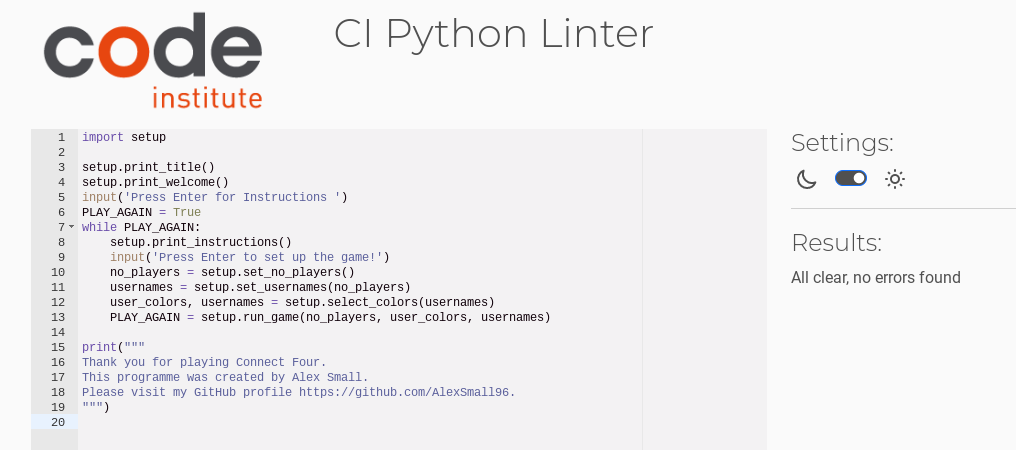 code
institute
CI Python Linter
1 import setup
2
3 setup.print_title()
4 setup.print_welcome()
5 input('Press Enter for Instructions ')
6 PLAY_AGAIN = True
7 while PLAY_AGAIN:
8     setup.print_instructions()
9     input('Press Enter to set up the game!')
10     no_players = setup.set_no_players()
11     usernames = setup.set_usernames(no_players)
12     user_colors, usernames = setup.select_colors(usernames)
13     PLAY_AGAIN = setup.run_game(no_players, user_colors, usernames)
14
15 print("""
16 Thank you for playing Connect Four.
17 This programme was created by Alex Small.
18 Please visit my GitHub profile https://github.com/AlexSmall96.
19 """)
20
Settings:
Results:
All clear, no errors found